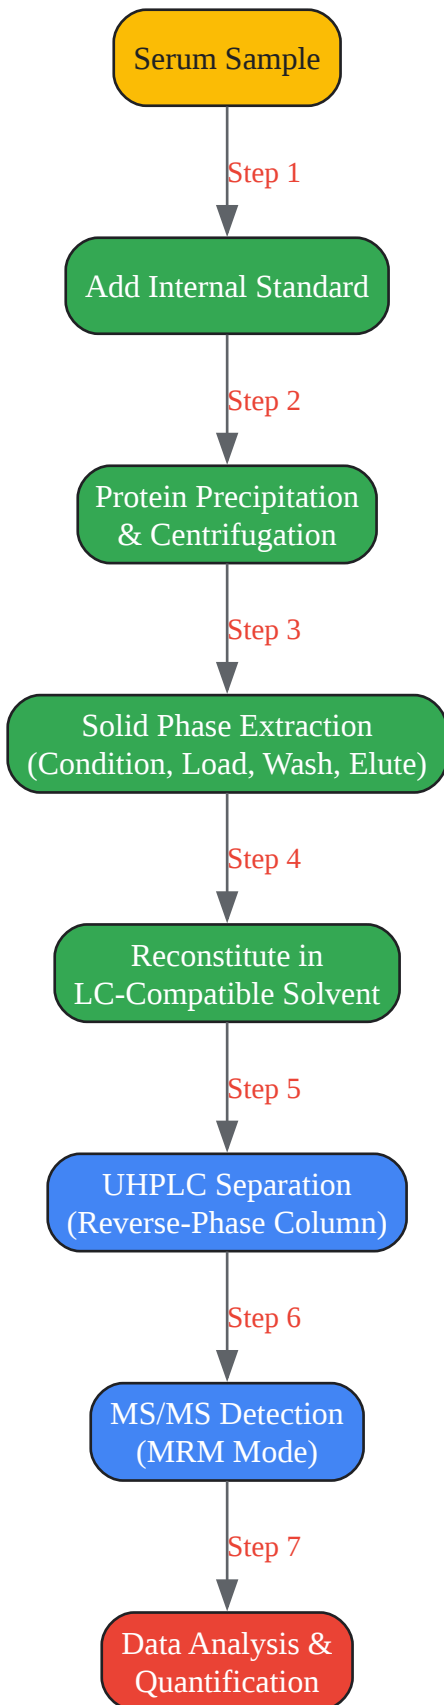 Serum Sample
Step 1
Add Internal Standard
Step 2
Protein Precipitation
& Centrifugation
Step 3
Solid Phase Extraction
(Condition, Load, Wash, Elute)
Step 4
Reconstitute in
LC-Compatible Solvent
Step 5
UHPLC Separation
(Reverse-Phase Column)
Step 6
MS/MS Detection
(MRM Mode)
Step 7
Data Analysis &
Quantification